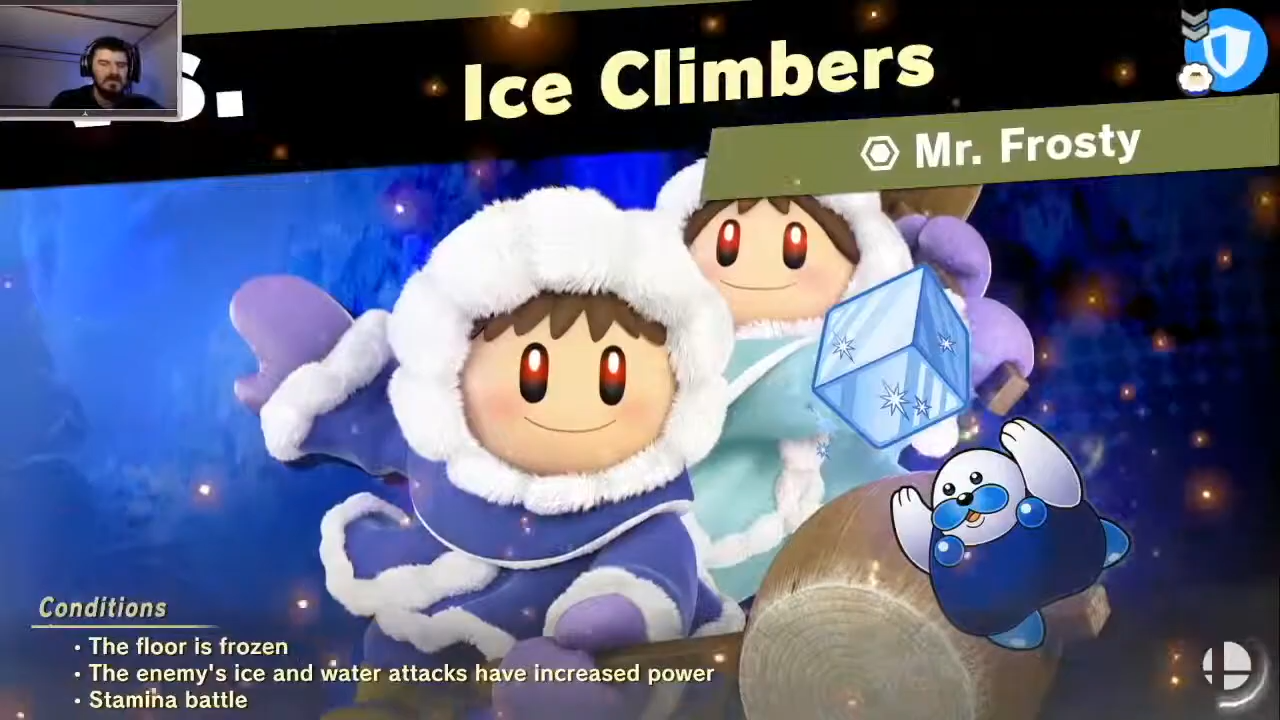 Ice Climbers
Mr. Frosty
Conditions
• The floor is frozen
• The enemy's ice and water attacks have increased power
• Stamina battle